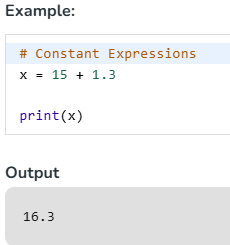 Example:
# Constant Expressions
x = 15 + 1.3
print(x)
Output
16.3